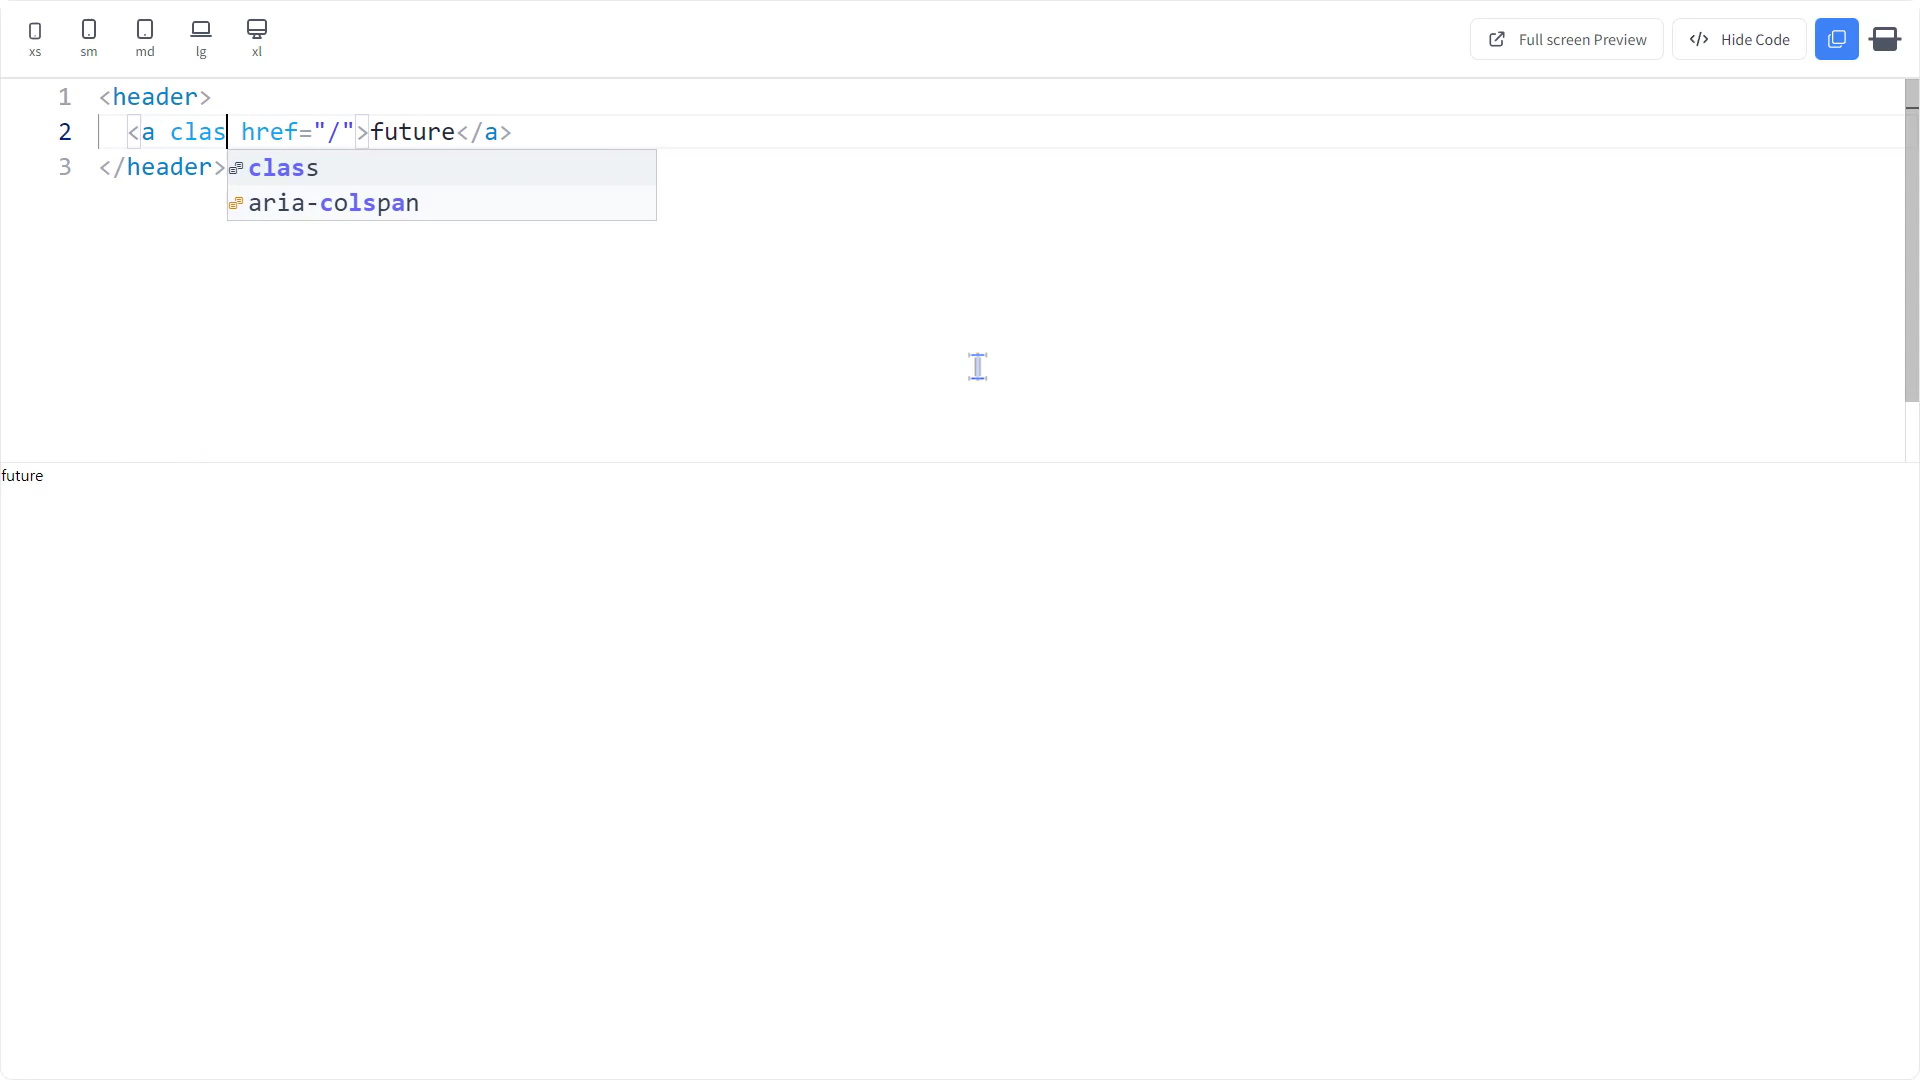 xs sm md lg xl Full screen Preview </> Hide Code
1 <header>
2 <a clas href="/">future</a>
3 </header>
class
aria-colspan
future